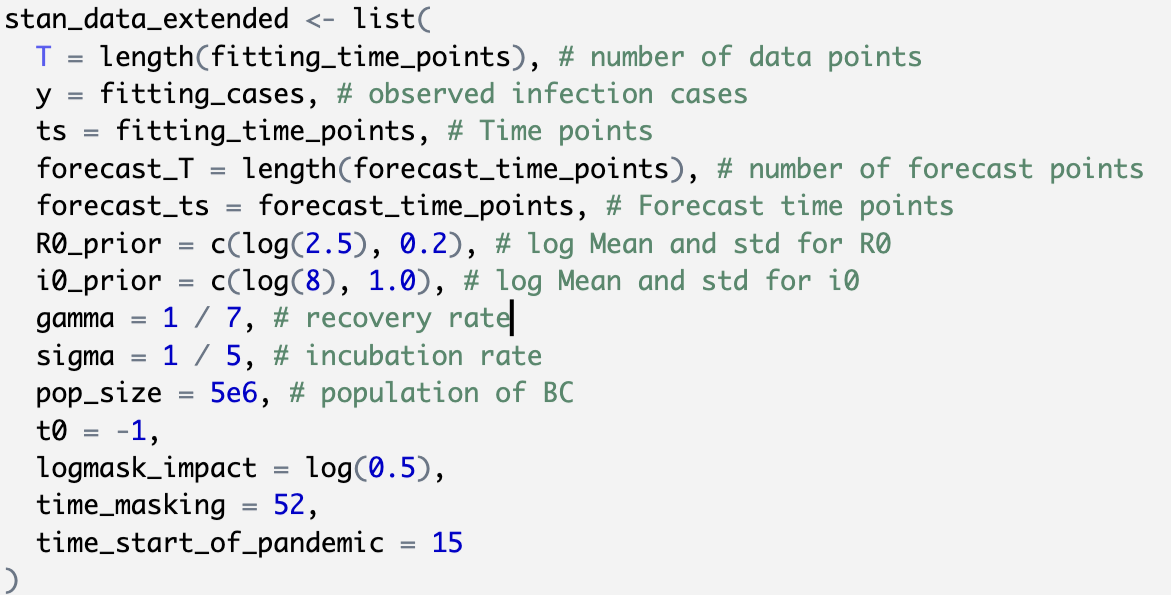 stan_data_extended <- list(
  T = length(fitting_time_points), # number of data points
  y = fitting_cases, # observed infection cases
  ts = fitting_time_points, # Time points
  forecast_T = length(forecast_time_points), # number of forecast points
  forecast_ts = forecast_time_points, # Forecast time points
  R0_prior = c(log(2.5), 0.2), # log Mean and std for R0
  i0_prior = c(log(8), 1.0), # log Mean and std for i0
  gamma = 1 / 7, # recovery rate
  sigma = 1 / 5, # incubation rate
  pop_size = 5e6, # population of BC
  t0 = -1,
  logmask_impact = log(0.5),
  time_masking = 52,
  time_start_of_pandemic = 15
)